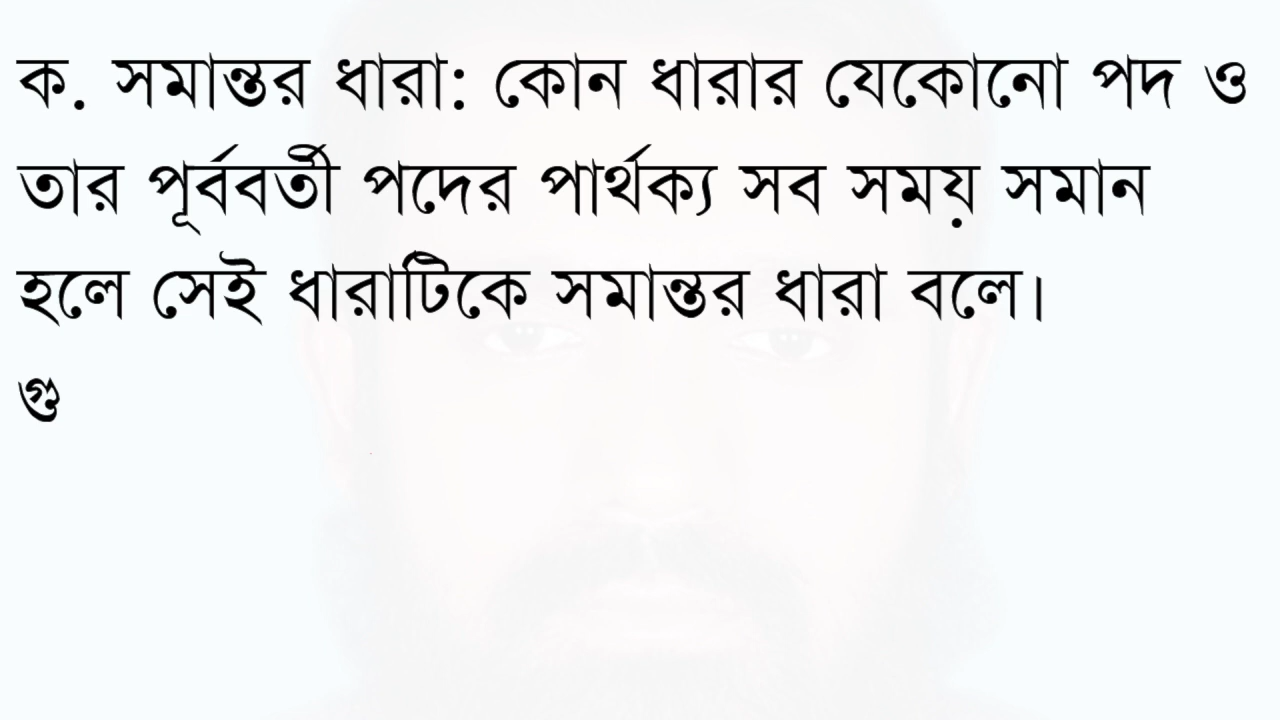 ক. সমান্তর ধারা: কোন ধারার যেকোনো পদ ও
তার পূর্ববর্তী পদের পার্থক্য সব সময় সমান
হলে সেই ধারাটিকে সমান্তর ধারা বলে।
গু